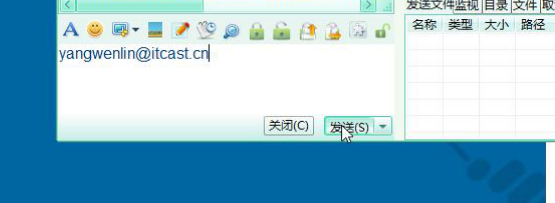 发送文件监视 目录 文件 取
名称 类型 大小 路径
yangwenlin@itcast.cn
关闭(C) 发送(S)